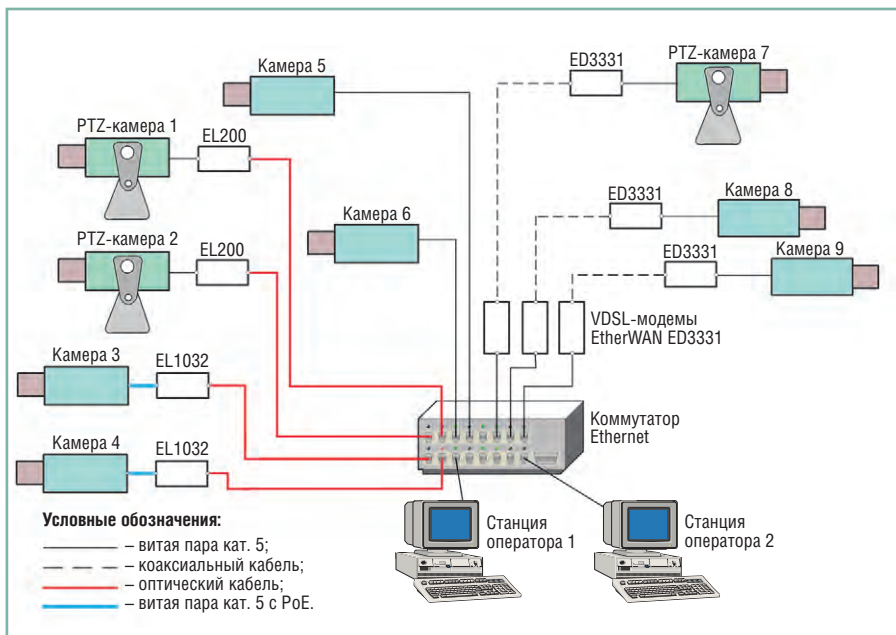 Камера 5
ED3331
PTZ-камера 7
PTZ-камера 1
EL200
Камера 6
ED3331
Камера 8
PTZ-камера 2
EL200
ED3331
Камера 9
VDSL-модемы
EtherWAN ED3331
Камера 3
EL1032
Коммутатор
Ethernet
Камера 4
EL1032
Условные обозначения:
– витая пара кат. 5;
– коаксиальный кабель;
– оптический кабель;
– витая пара кат. 5 с PoE.
Станция
оператора 1
Станция
оператора 2